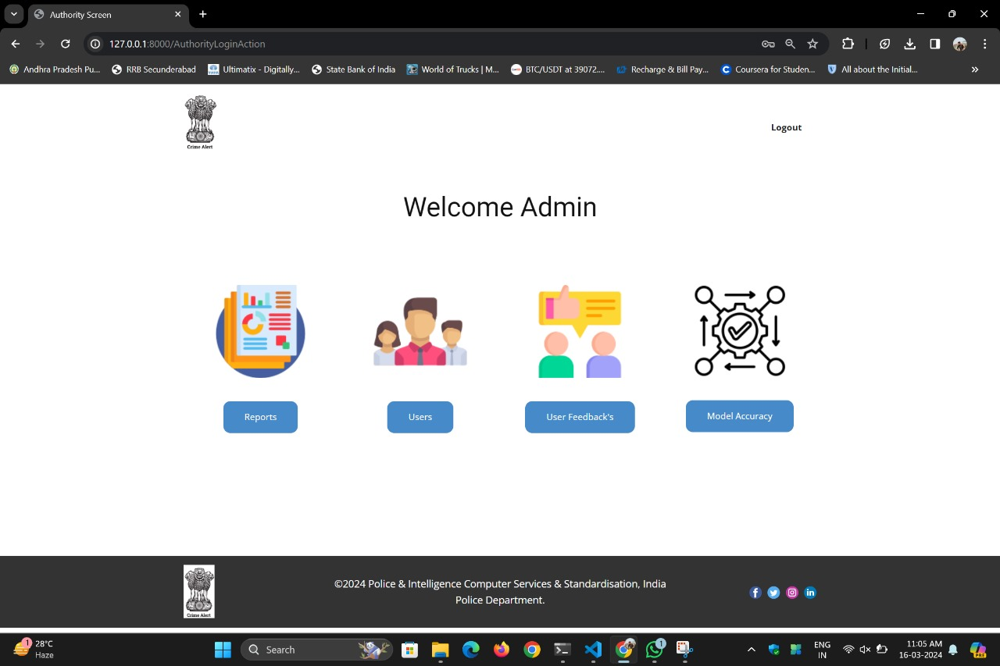 Authority Screen
127.0.0.1:8000/AuthorityLoginAction
Andhra Pradesh Pu... RRB Secunderabad Ultimatix - Digitally... State Bank of India World of Trucks | M... BTC/USDT at 39072.... Recharge & Bill Pay... Coursera for Studen... All about the Initial...
Crime Alert
Logout
Welcome Admin
Reports Users User Feedback's Model Accuracy
©2024 Police & Intelligence Computer Services & Standardisation, India
Police Department.
Crime Alert
1
28°C
Haze
Search
1
ENG
IN
11:05 AM
16-03-2024
PRE